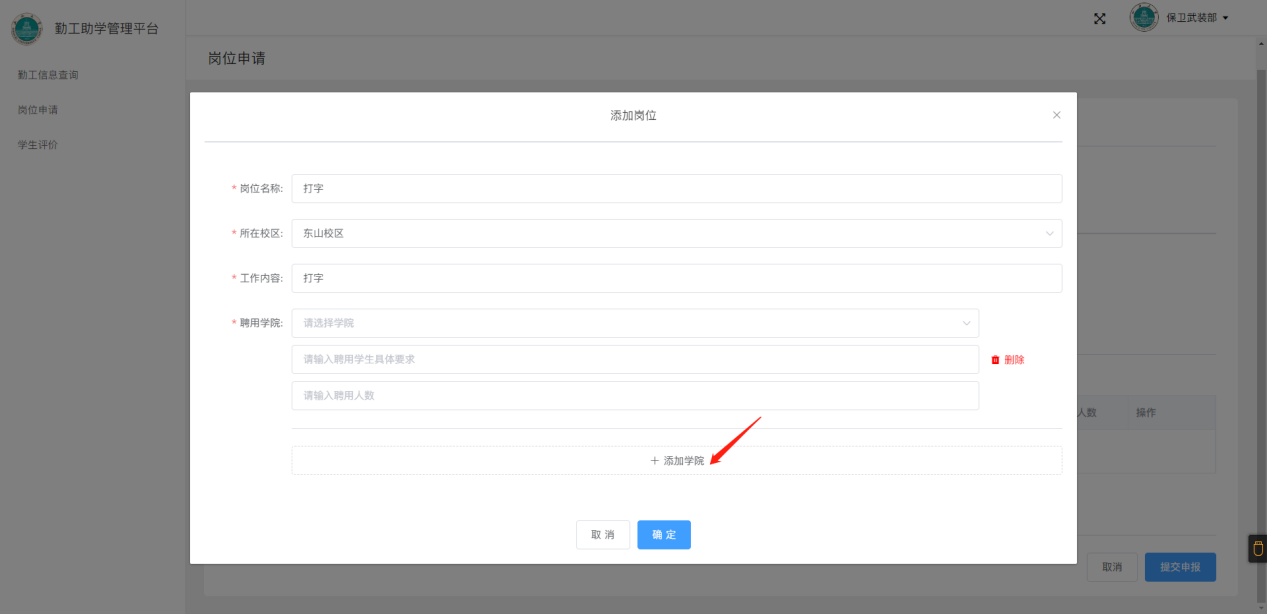 勤工助学管理平台
保卫武装部
勤工信息查询
岗位申请
学生评价
岗位申请
添加岗位
* 岗位名称: 打字
* 所在校区: 东山校区
* 工作内容: 打字
* 聘用学院: 请选择学院
请输入聘用学生具体要求
删除
请输入聘用人数
人数 操作
+ 添加学院
取 消 确 定
取消 提交申报